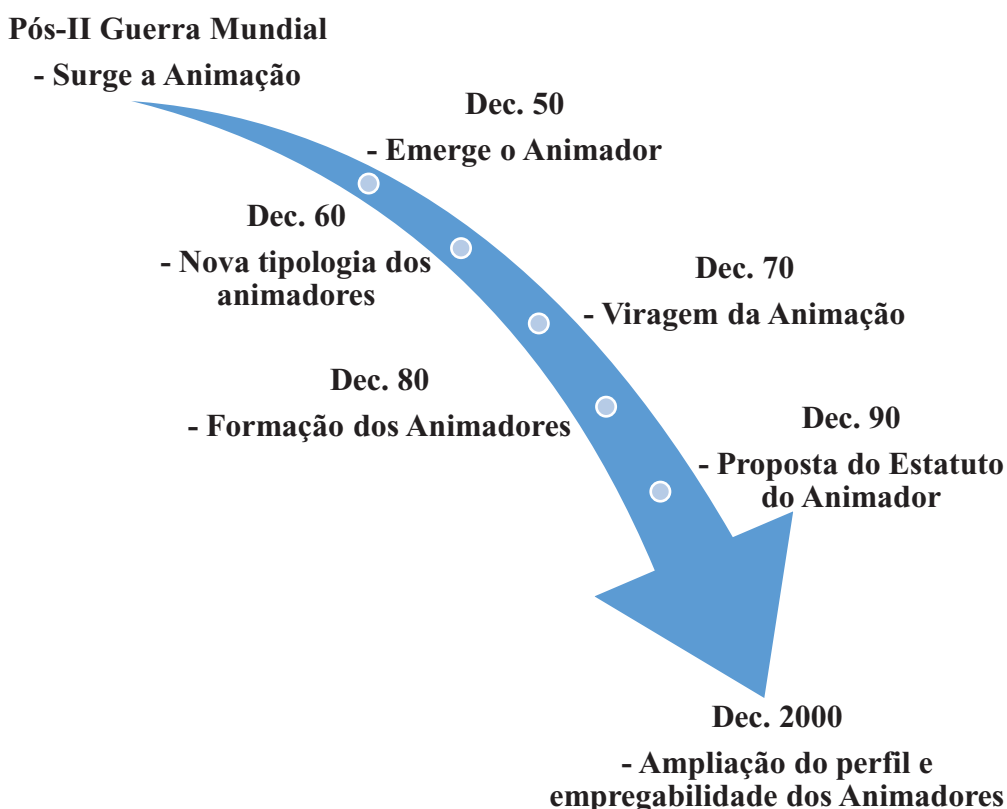 Pós-II Guerra Mundial
- Surge a Animação
Dec. 50
- Emerge o Animador
Dec. 60
- Nova tipologia dos
animadores
Dec. 70
- Viragem da Animação
Dec. 80
- Formação dos Animadores
Dec. 90
- Proposta do Estatuto
do Animador
Dec. 2000
- Ampliação do perfil e
empregabilidade dos Animadores